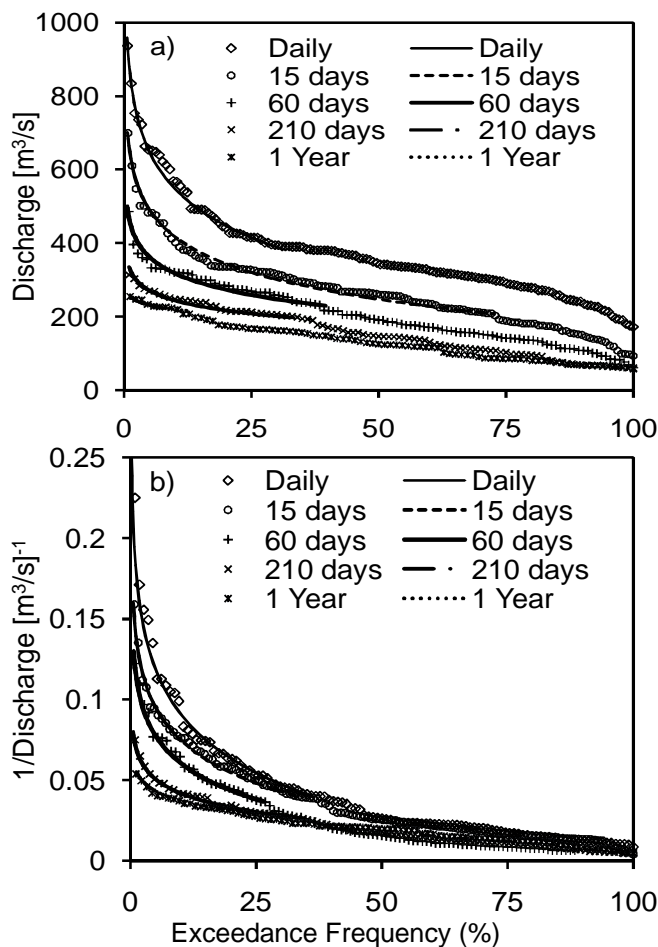 1000
800
600
400
200
0
Discharge [m³/s]
a)
Daily Daily
15 days 15 days
60 days 60 days
210 days 210 days
1 Year 1 Year
0 25 50 75 100
0.25
0.2
0.15
0.1
0.05
0
1/Discharge [m³/s]⁻¹
b)
Daily Daily
15 days 15 days
60 days 60 days
210 days 210 days
1 Year 1 Year
0 25 50 75 100
Exceedance Frequency (%)